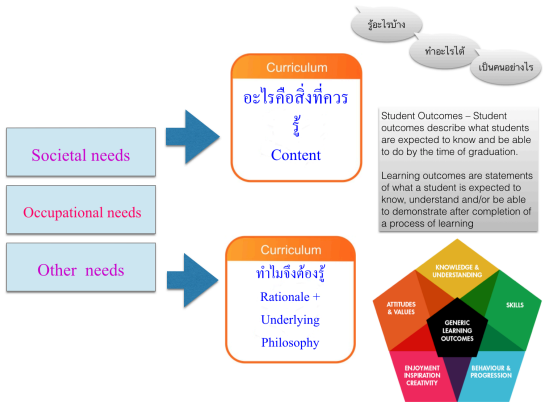 รู้อะไรบ้าง
ทำอะไรได้
เป็นคนอย่างไร
Curriculum
อะไรคือสิ่งที่ควร
รู้
Content
Societal needs
Occupational needs
Other needs
Curriculum
ทำไมจึงต้องรู้
Rationale +
Underlying
Philosophy
Student Outcomes – Student
outcomes describe what students
are expected to know and be able
to do by the time of graduation.
Learning outcomes are statements
of what a student is expected to
know, understand and/or be able
to demonstrate after completion of
a process of learning
KNOWLEDGE &
UNDERSTANDING
ATTITUDES
& VALUES
SKILLS
GENERIC
LEARNING
OUTCOMES
ENJOYMENT
INSPIRATION
CREATIVITY
BEHAVIOUR &
PROGRESSION